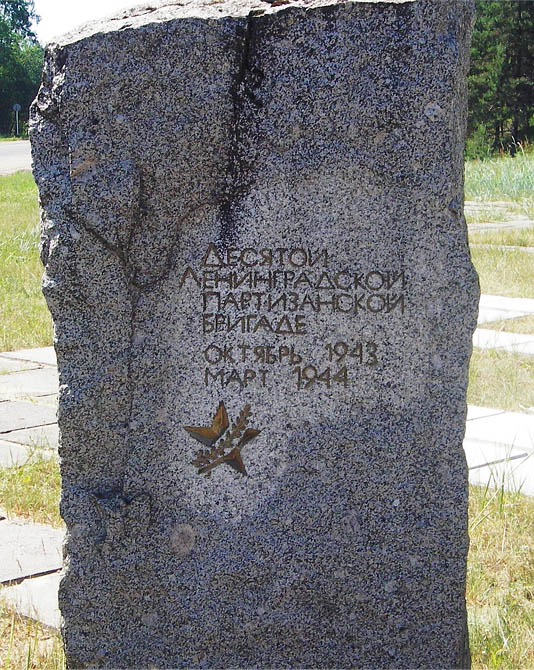 ДЕСЯТОЙ
ЛЕНИНГРАДСКОЙ
ПАРТИЗАНСКОЙ
БРИГАДЕ
ОКТЯБРЬ 1943
МАРТ 1944